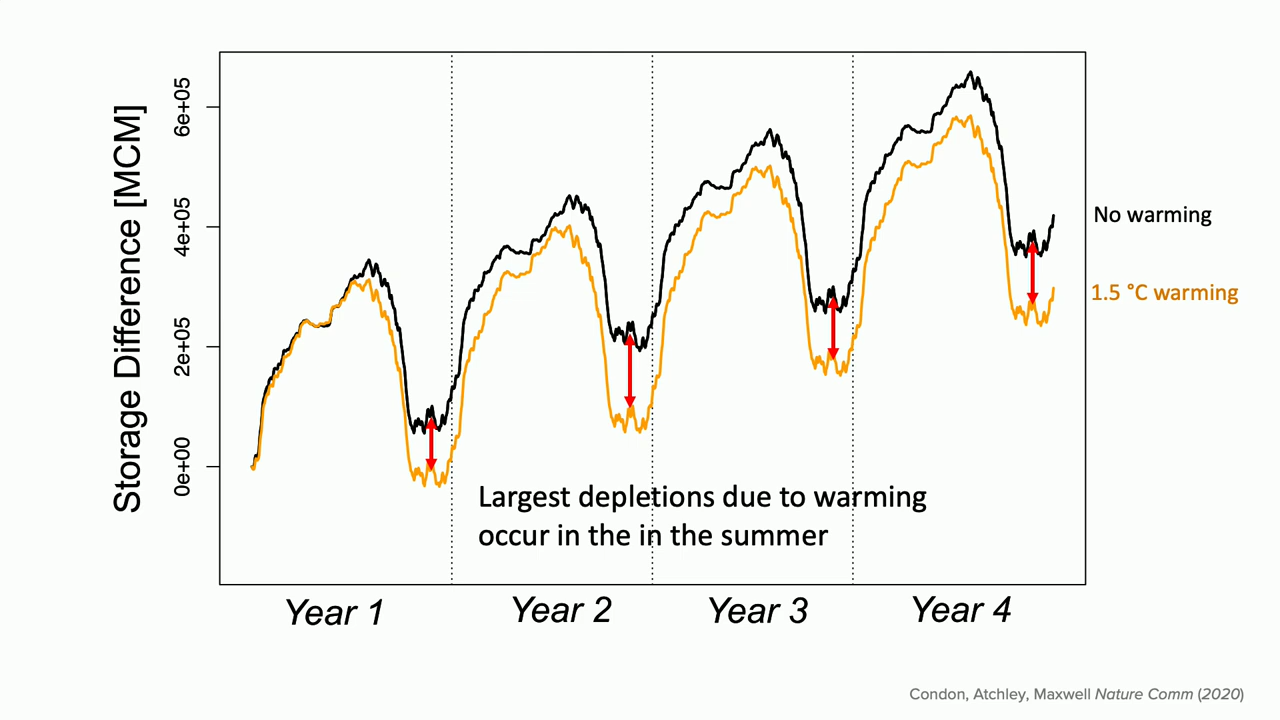 Storage Difference [MCM]
6e+05
4e+05
2e+05
0e+00
No warming
1.5 °C warming
Largest depletions due to warming
occur in the in the summer
Year 1
Year 2
Year 3
Year 4
Condon, Atchley, Maxwell Nature Comm (2020)